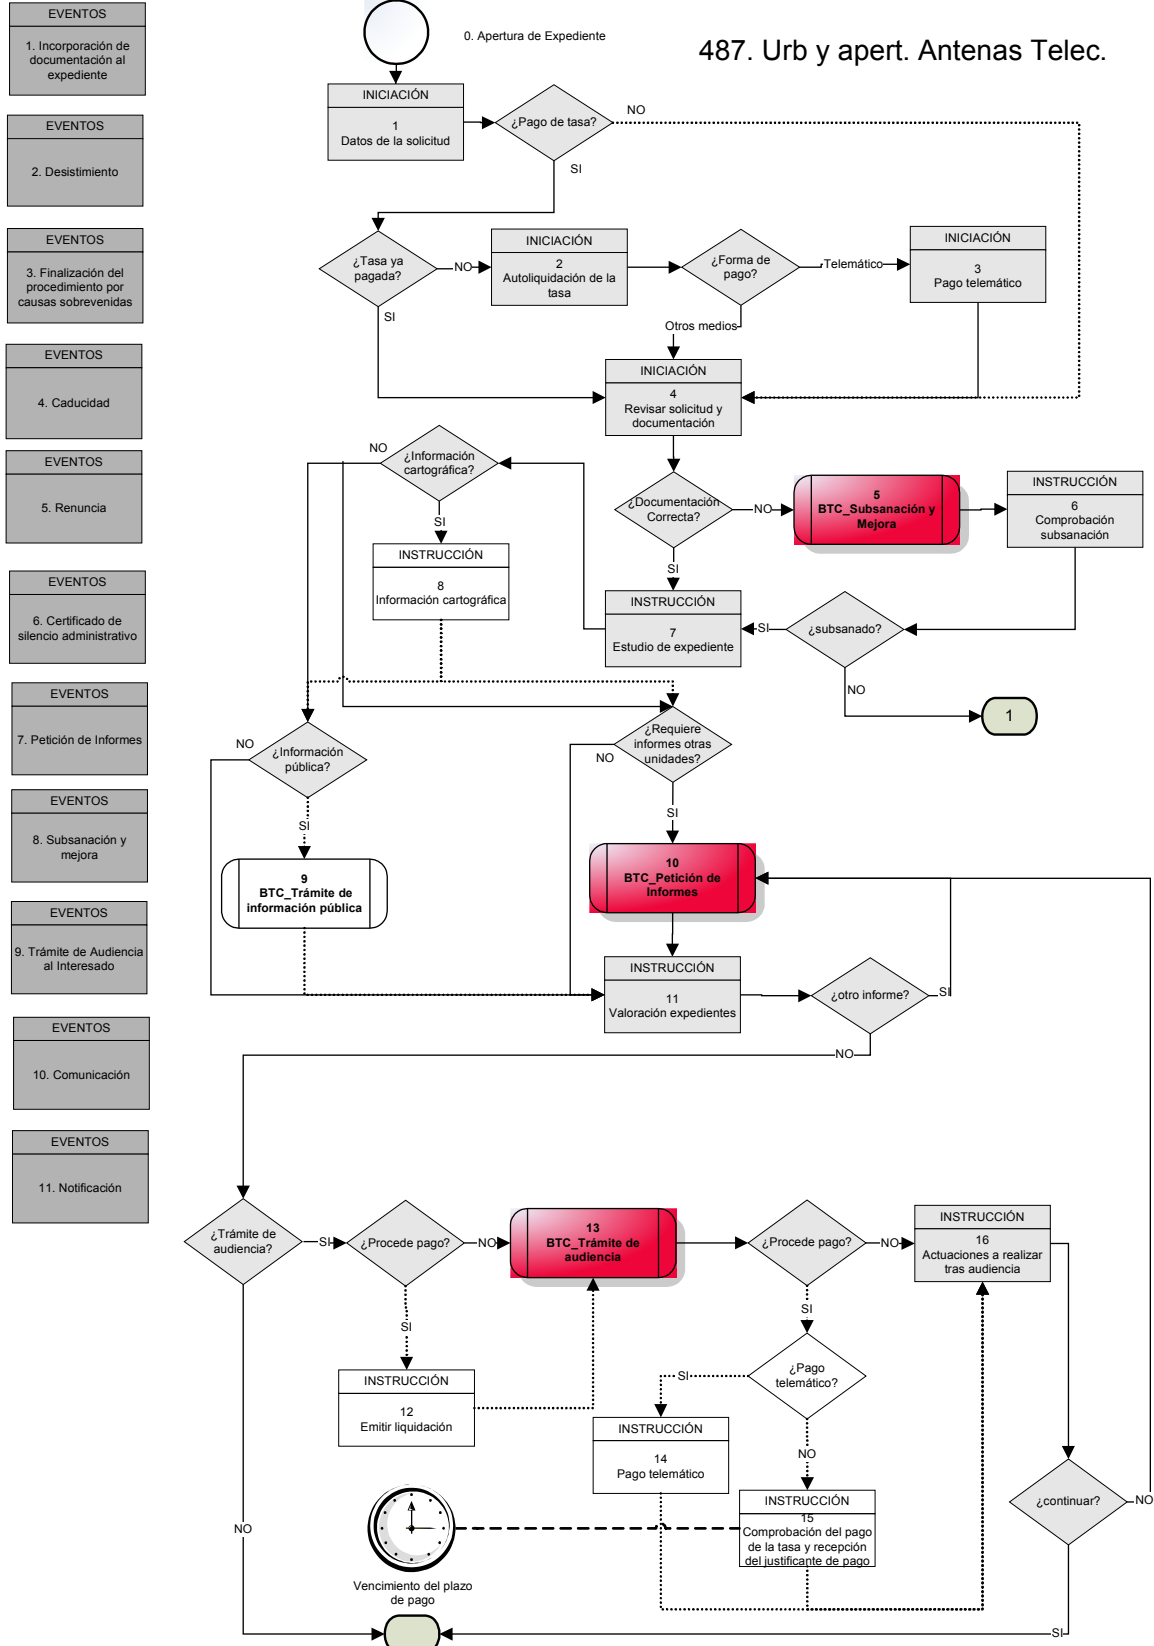 487. Urb y apert. Antenas Telec.
0. Apertura de Expediente
EVENTOS
1. Incorporación de
documentación al
expediente
EVENTOS
2. Desistimiento
EVENTOS
3. Finalización del
procedimiento por
causas sobrevenidas
EVENTOS
4. Caducidad
EVENTOS
5. Renuncia
EVENTOS
6. Certificado de
silencio administrativo
EVENTOS
7. Petición de Informes
EVENTOS
8. Subsanación y
mejora
EVENTOS
9. Trámite de Audiencia
al Interesado
EVENTOS
10. Comunicación
EVENTOS
11. Notificación
INICIACIÓN
1
Datos de la solicitud
¿Pago de tasa?
NO
SI
¿Tasa ya
pagada?
NO
SI
INICIACIÓN
2
Autoliquidación de la
tasa
¿Forma de
pago?
Telemático
Otros medios
INICIACIÓN
3
Pago telemático
INICIACIÓN
4
Revisar solicitud y
documentación
¿Información
cartográfica?
NO
SI
¿Documentación
Correcta?
NO
SI
5
BTC_Subsanación y
Mejora
INSTRUCCIÓN
6
Comprobación
subsanación
INSTRUCCIÓN
8
Información cartográfica
INSTRUCCIÓN
7
Estudio de expediente
¿subsanado?
SI
NO
1
¿Información
pública?
NO
SI
¿Requiere
informes otras
unidades?
NO
SI
9
BTC_Trámite de
información pública
10
BTC_Petición de
Informes
INSTRUCCIÓN
11
Valoración expedientes
¿otro informe?
SI
NO
¿Trámite de
audiencia?
SI
NO
¿Procede pago?
NO
SI
13
BTC_Trámite de
audiencia
¿Procede pago?
NO
SI
INSTRUCCIÓN
16
Actuaciones a realizar
tras audiencia
INSTRUCCIÓN
12
Emitir liquidación
¿Pago
telemático?
SI
NO
INSTRUCCIÓN
14
Pago telemático
INSTRUCCIÓN
15
Comprobación del pago
de la tasa y recepción
del justificante de pago
¿continuar?
NO
SI
Vencimiento del plazo
de pago